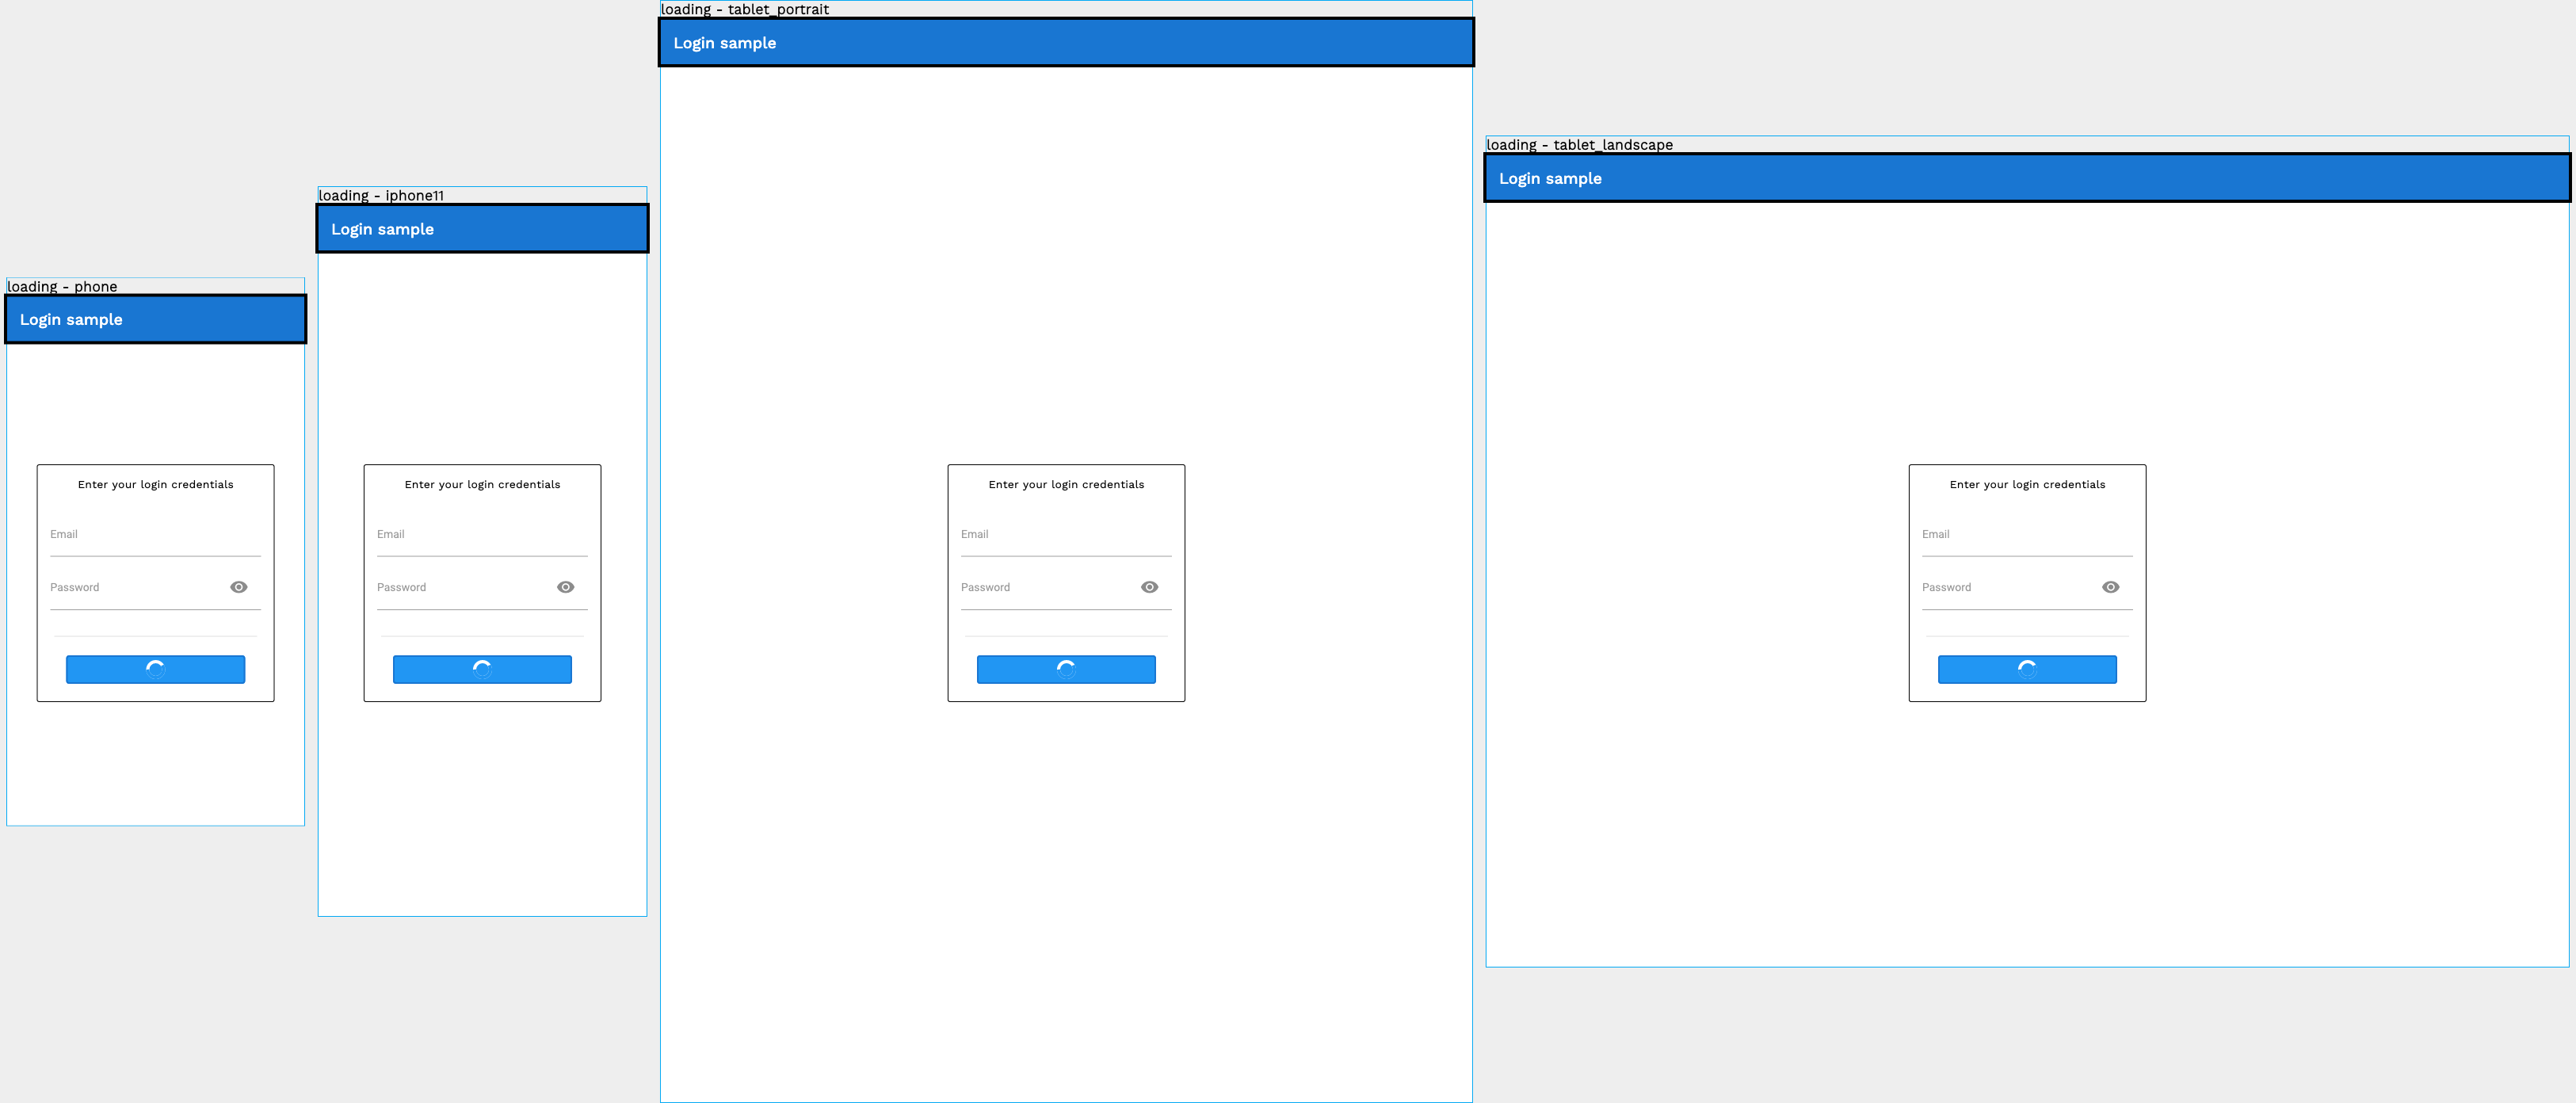 loading - phone
Login sample
Enter your login credentials
Email
Password
loading - iphone11
Login sample
Enter your login credentials
Email
Password
loading - tablet_portrait
Login sample
Enter your login credentials
Email
Password
loading - tablet_landscape
Login sample
Enter your login credentials
Email
Password